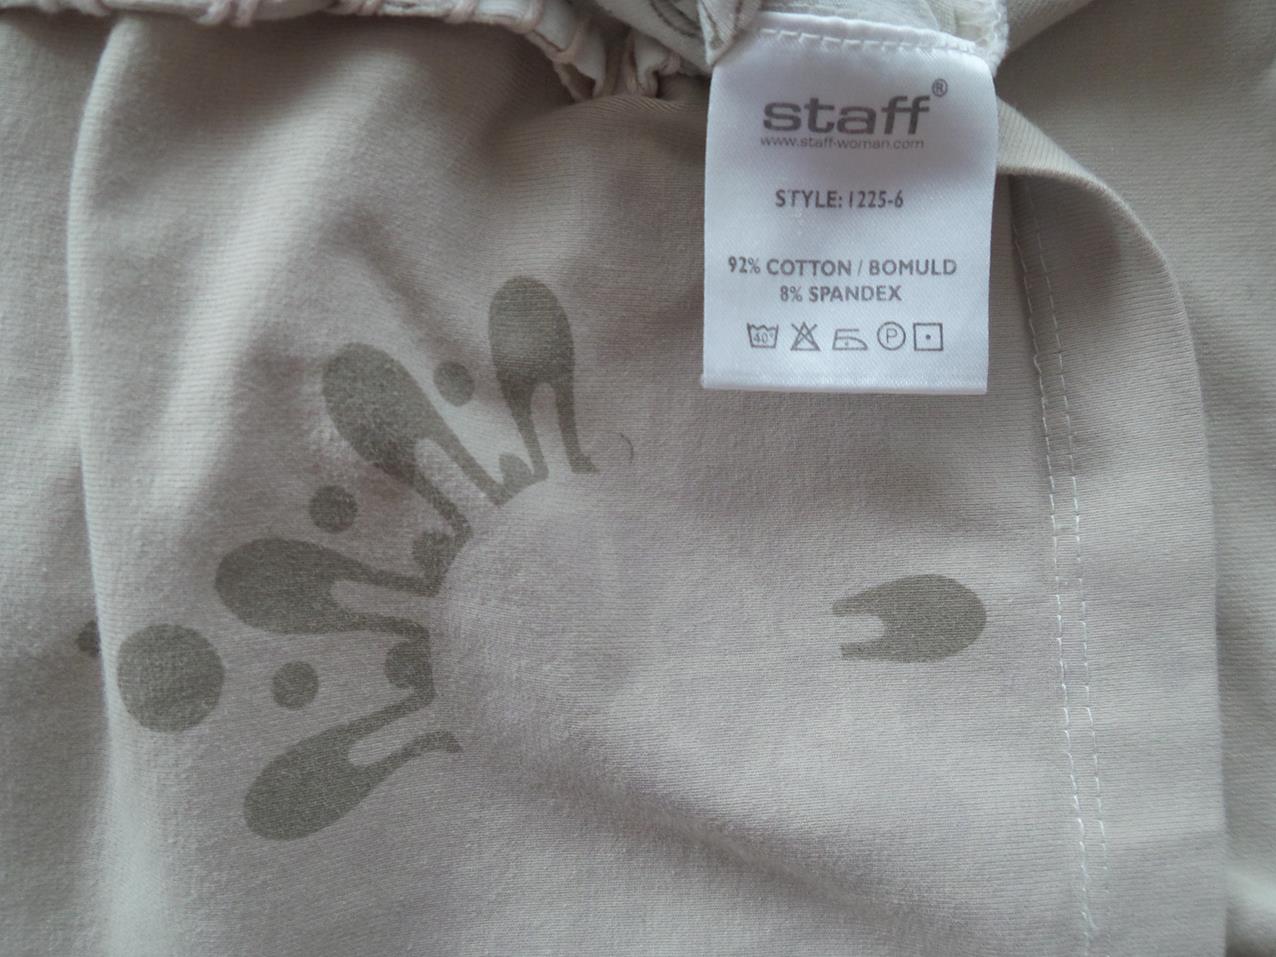 staff®
www.staff-woman.com
STYLE: 1225-6
92% COTTON / BOMULD
8% SPANDEX
40° P